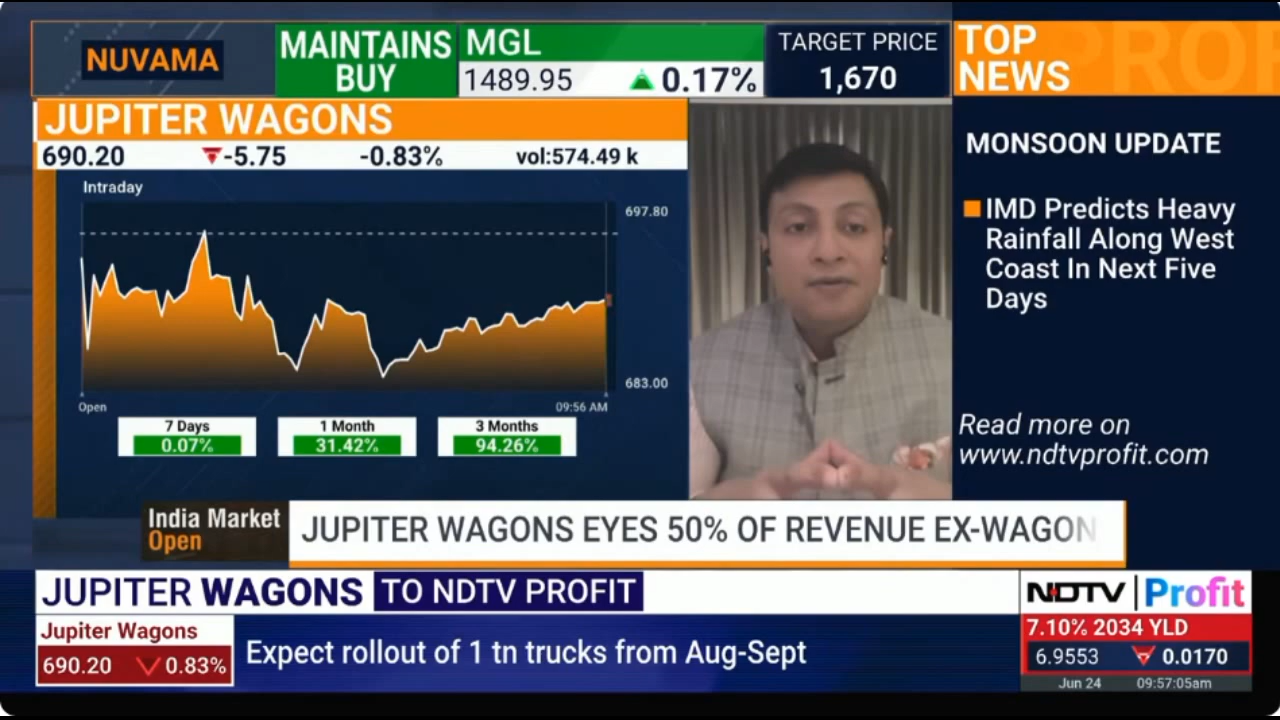 NUVAMA
MAINTAINS
BUY
MGL
1489.95 0.17%
TARGET PRICE
1,670
TOP
NEWS
PROF
JUPITER WAGONS
690.20 -5.75 -0.83% vol:574.49 k
Intraday
697.80
683.00
Open 09:56 AM
7 Days
0.07%
1 Month
31.42%
3 Months
94.26%
MONSOON UPDATE
IMD Predicts Heavy
Rainfall Along West
Coast In Next Five
Days
Read more on
www.ndtvprofit.com
India Market
Open
JUPITER WAGONS EYES 50% OF REVENUE EX-WAGON
JUPITER WAGONS TO NDTV PROFIT
Jupiter Wagons
690.20 0.83%
Expect rollout of 1 tn trucks from Aug-Sept
NDTV Profit
7.10% 2034 YLD
6.9553 0.0170
Jun 24 09:57:05am